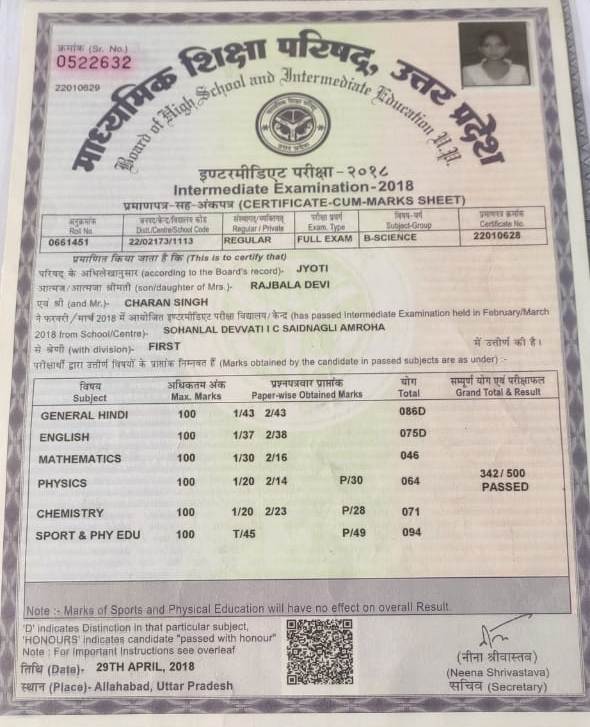 क्रमांक (Sr. No.)
0522632
22010629
माध्यमिक शिक्षा परिषद, उत्तर प्रदेश
Board of High School and Intermediate Education U.P.
इण्टरमीडिएट परीक्षा - २०१८
Intermediate Examination-2018
प्रमाणपत्र-सह-अंकपत्र (CERTIFICATE-CUM-MARKS SHEET)
अनुक्रमांक जनपद/केन्द्र/विद्यालय कोड संस्थागत/व्यक्तिगत परीक्षा प्रकार विषय-वर्ग प्रमाणपत्र क्रमांक
Roll No. Distt./Centre/School Code Regular / Private Exam. Type Subject-Group Certificate No.
0661451 22/02173/1113 REGULAR FULL EXAM B-SCIENCE 22010628
प्रमाणित किया जाता है कि (This is to certify that)
परिषद के अभिलेखानुसार (according to the Board's record)- JYOTI
आत्मज/आत्मजा श्रीमती (son/daughter of Mrs.)- RAJBALA DEVI
एवं श्री (and Mr.)- CHARAN SINGH
ने फरवरी/मार्च 2018 में आयोजित इण्टरमीडिएट परीक्षा विद्यालय/केन्द्र (has passed Intermediate Examination held in February/March
2018 from School/Centre)- SOHANLAL DEVVATI I C SAIDNAGLI AMROHA
से श्रेणी (with division)- FIRST में उत्तीर्ण की है।
परीक्षार्थी द्वारा उत्तीर्ण विषयों के प्राप्तांक निम्नवत हैं (Marks obtained by the candidate in passed subjects are as under) :-
विषय अधिकतम अंक प्रश्नपत्रवार प्राप्तांक योग सम्पूर्ण योग एवं परीक्षाफल
Subject Max. Marks Paper-wise Obtained Marks Total Grand Total & Result
GENERAL HINDI 100 1/43 2/43 086D
ENGLISH 100 1/37 2/38 075D
MATHEMATICS 100 1/30 2/16 046
PHYSICS 100 1/20 2/14 P/30 064 342/500
PASSED
CHEMISTRY 100 1/20 2/23 P/28 071
SPORT & PHY EDU 100 T/45 P/49 094
Note :- Marks of Sports and Physical Education will have no effect on overall Result.
'D' indicates Distinction in that particular subject,
'HONOURS' indicates candidate "passed with honour"
Note : For Important Instructions see overleaf
तिथि (Date)- 29TH APRIL, 2018
स्थान (Place)- Allahabad, Uttar Pradesh
(नीना श्रीवास्तव)
(Neena Shrivastava)
सचिव (Secretary)